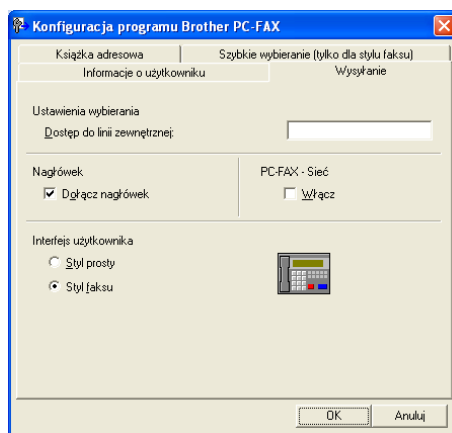 Konfiguracja programu Brother PC-FAX
Książka adresowa
Szybkie wybieranie (tylko dla stylu faksu)
Informacje o użytkowniku
Wysyłanie
Ustawienia wybierania
Dostęp do linii zewnętrznej:
Nagłówek
PC-FAX - Sieć
Dołącz nagłówek
Włącz
Interfejs użytkownika
Styl prosty
Styl faksu
OK
Anuluj